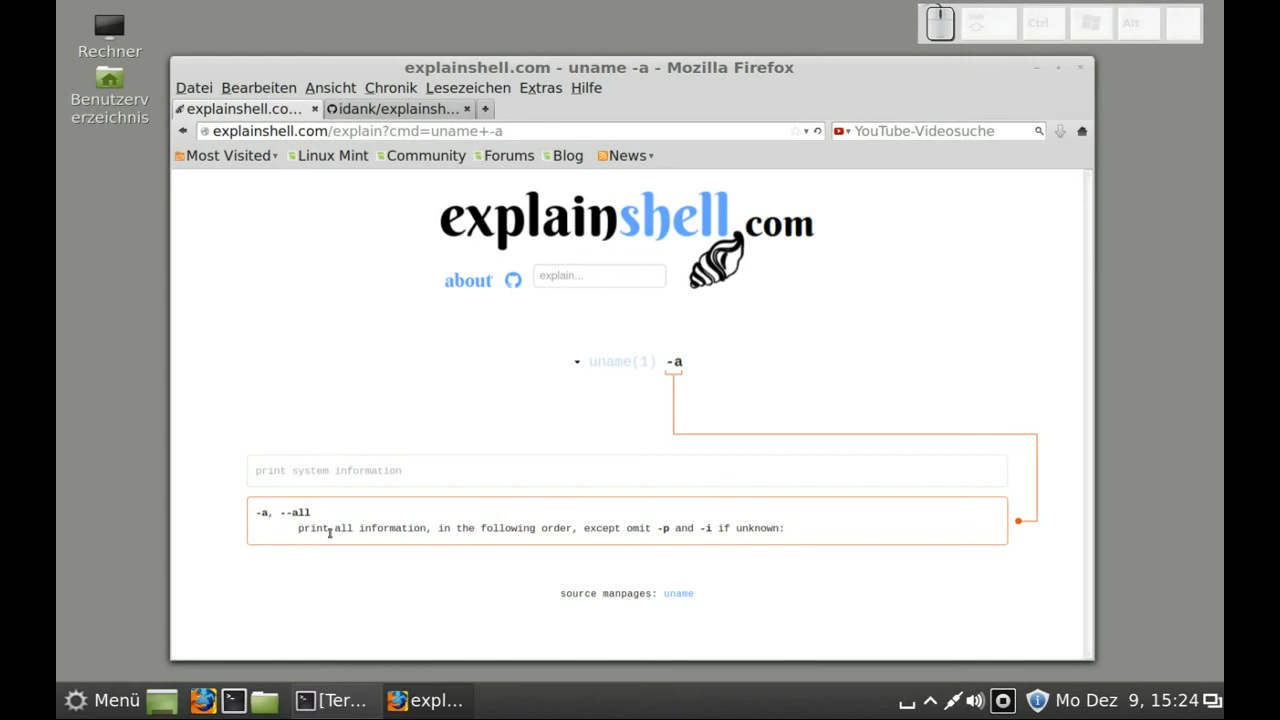 Rechner
Benutzerv
erzeichnis
Ctrl
Alt
explainshell.com - uname -a - Mozilla Firefox
Datei Bearbeiten Ansicht Chronik Lesezeichen Extras Hilfe
explainshell.co... idank/explainsh...
explainshell.com/explain?cmd=uname+-a
YouTube-Videosuche
Most Visited Linux Mint Community Forums Blog News
explainshell.com
about explain...
uname(1) -a
print system information
-a, --all
print all information, in the following order, except omit -p and -i if unknown:
source manpages: uname
Menü [Ter... expl... Mo Dez 9, 15:24